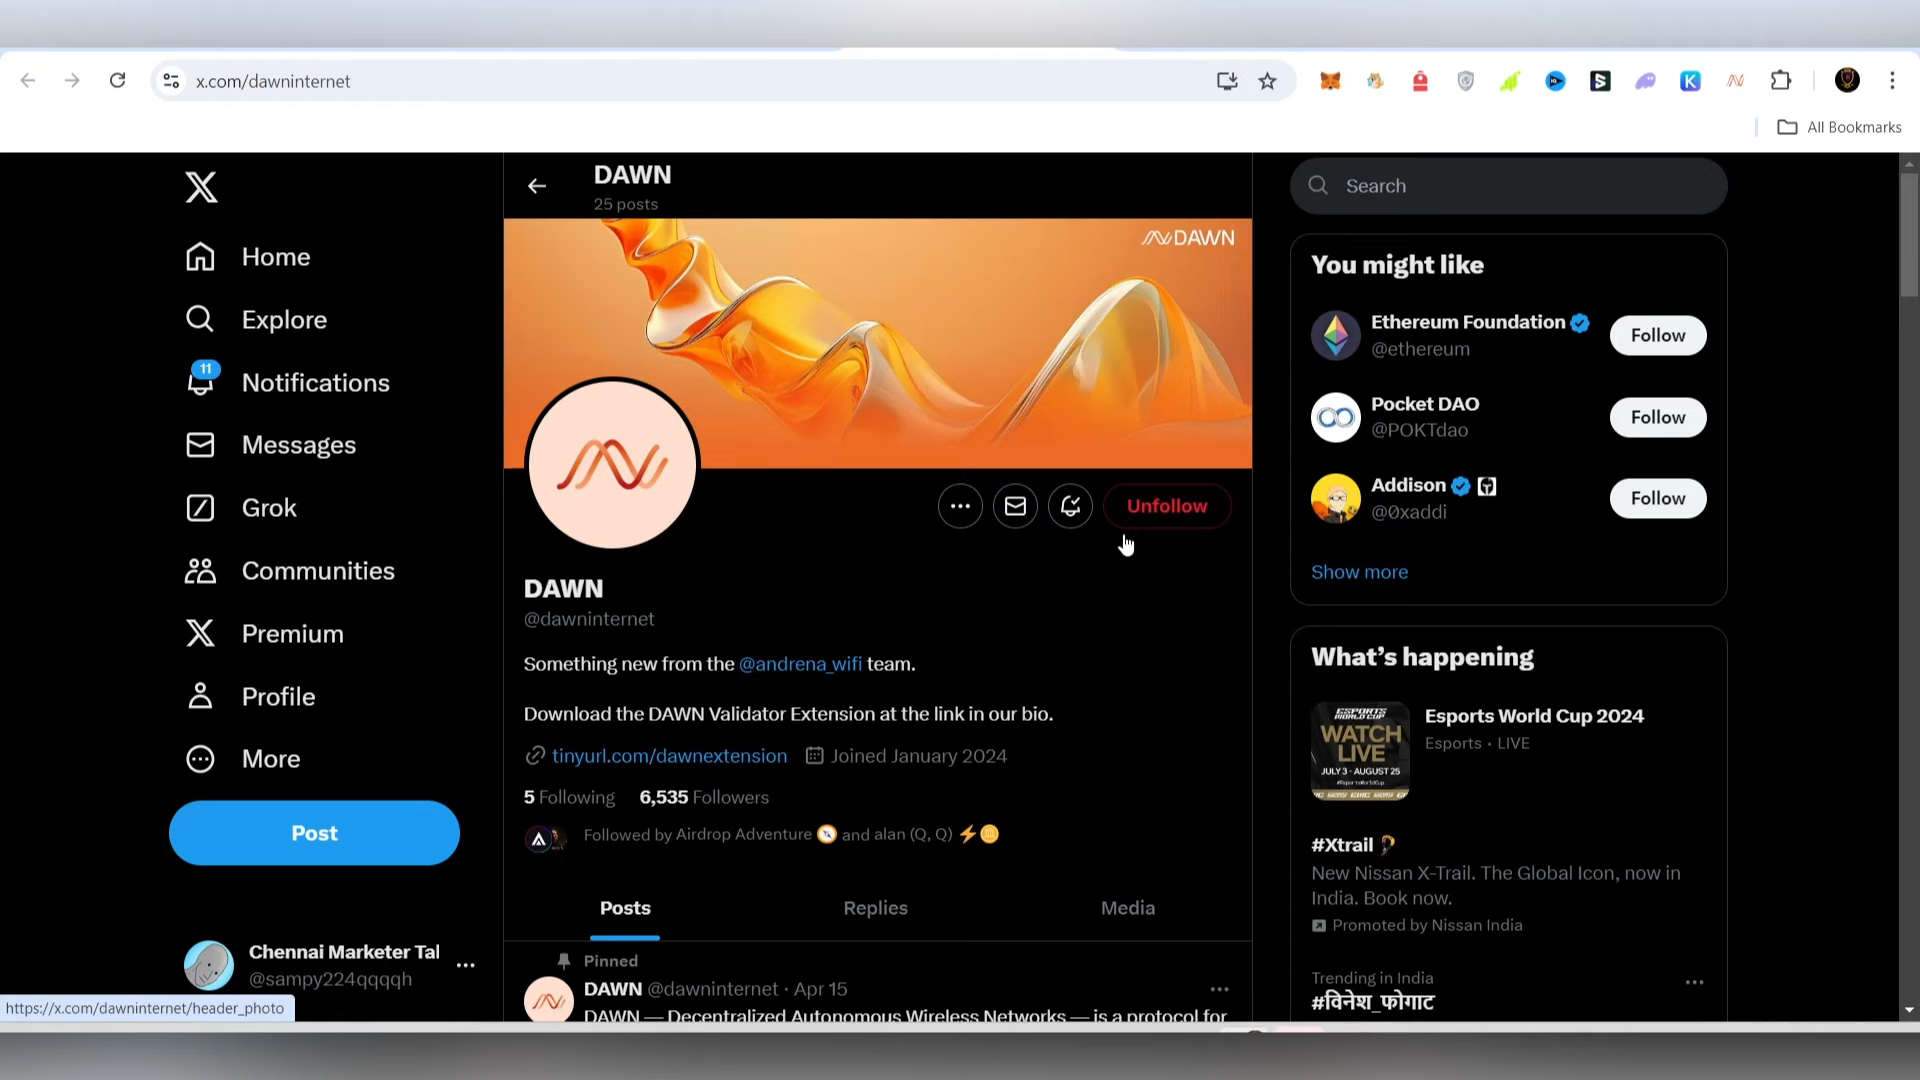 x.com/dawninternet
All Bookmarks
DAWN
25 posts
Search
DAWN
Home
Explore
11
Notifications
Messages
Grok
Communities
Premium
Profile
More
Post
Chennai Marketer Tal
@sampy224qqqqh
https://x.com/dawninternet/header_photo
Unfollow
DAWN
@dawninternet
Something new from the @andrena_wifi team.
Download the DAWN Validator Extension at the link in our bio.
tinyurl.com/dawnextension Joined January 2024
5 Following 6,535 Followers
Followed by Airdrop Adventure and alan (Q, Q)
Posts Replies Media
Pinned
DAWN @dawninternet · Apr 15
DAWN — Decentralized Autonomous Wireless Networks — is a protocol for
You might like
Ethereum Foundation
@ethereum
Follow
Pocket DAO
@POKTdao
Follow
Addison
@0xaddi
Follow
Show more
What's happening
ESPORTS
WORLD CUP
WATCH
LIVE
JULY 3 - AUGUST 25
Esports World Cup 2024
Esports · LIVE
#Xtrail
New Nissan X-Trail. The Global Icon, now in
India. Book now.
Promoted by Nissan India
Trending in India
#विनेश_फोगाट